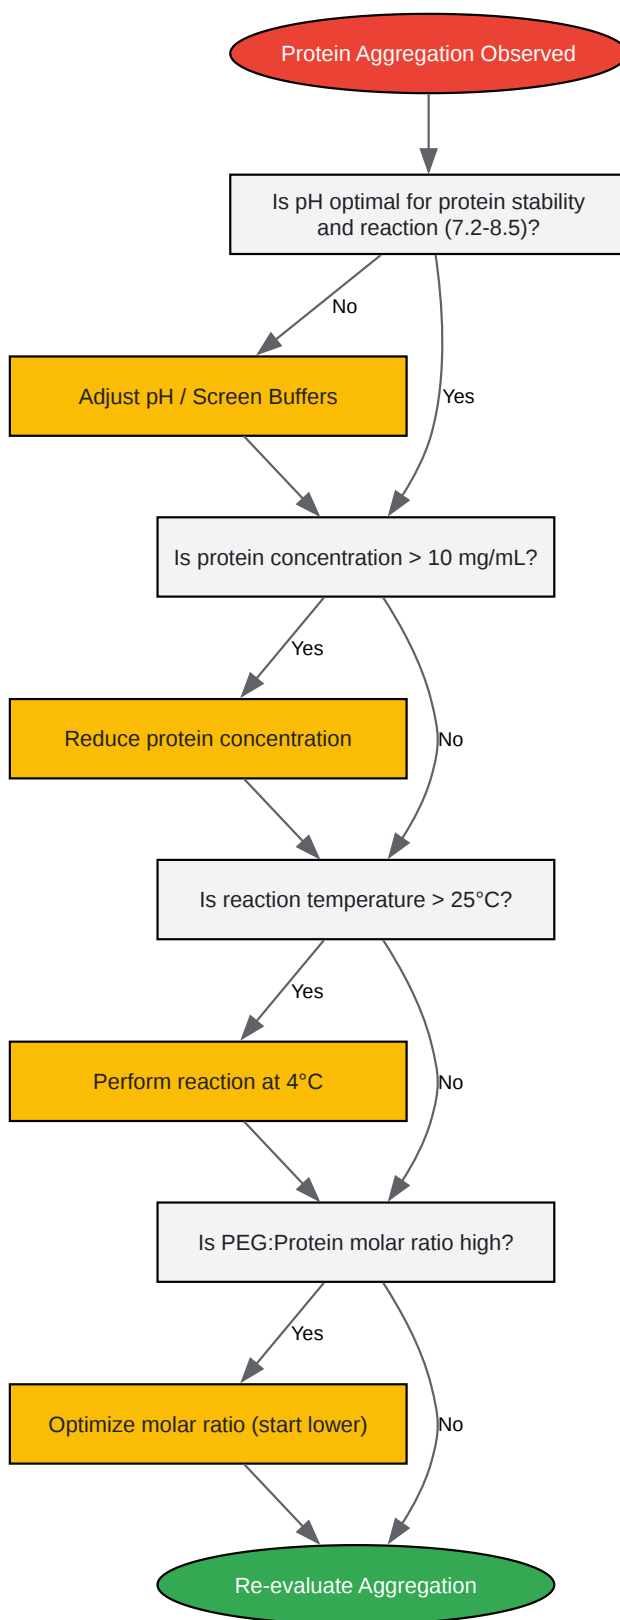 Protein Aggregation Observed
Is pH optimal for protein stability
and reaction (7.2-8.5)?
No
Adjust pH / Screen Buffers
Yes
Is protein concentration > 10 mg/mL?
Yes
Reduce protein concentration
No
Is reaction temperature > 25°C?
Yes
Perform reaction at 4°C
No
Is PEG:Protein molar ratio high?
Yes
Optimize molar ratio (start lower)
No
Re-evaluate Aggregation